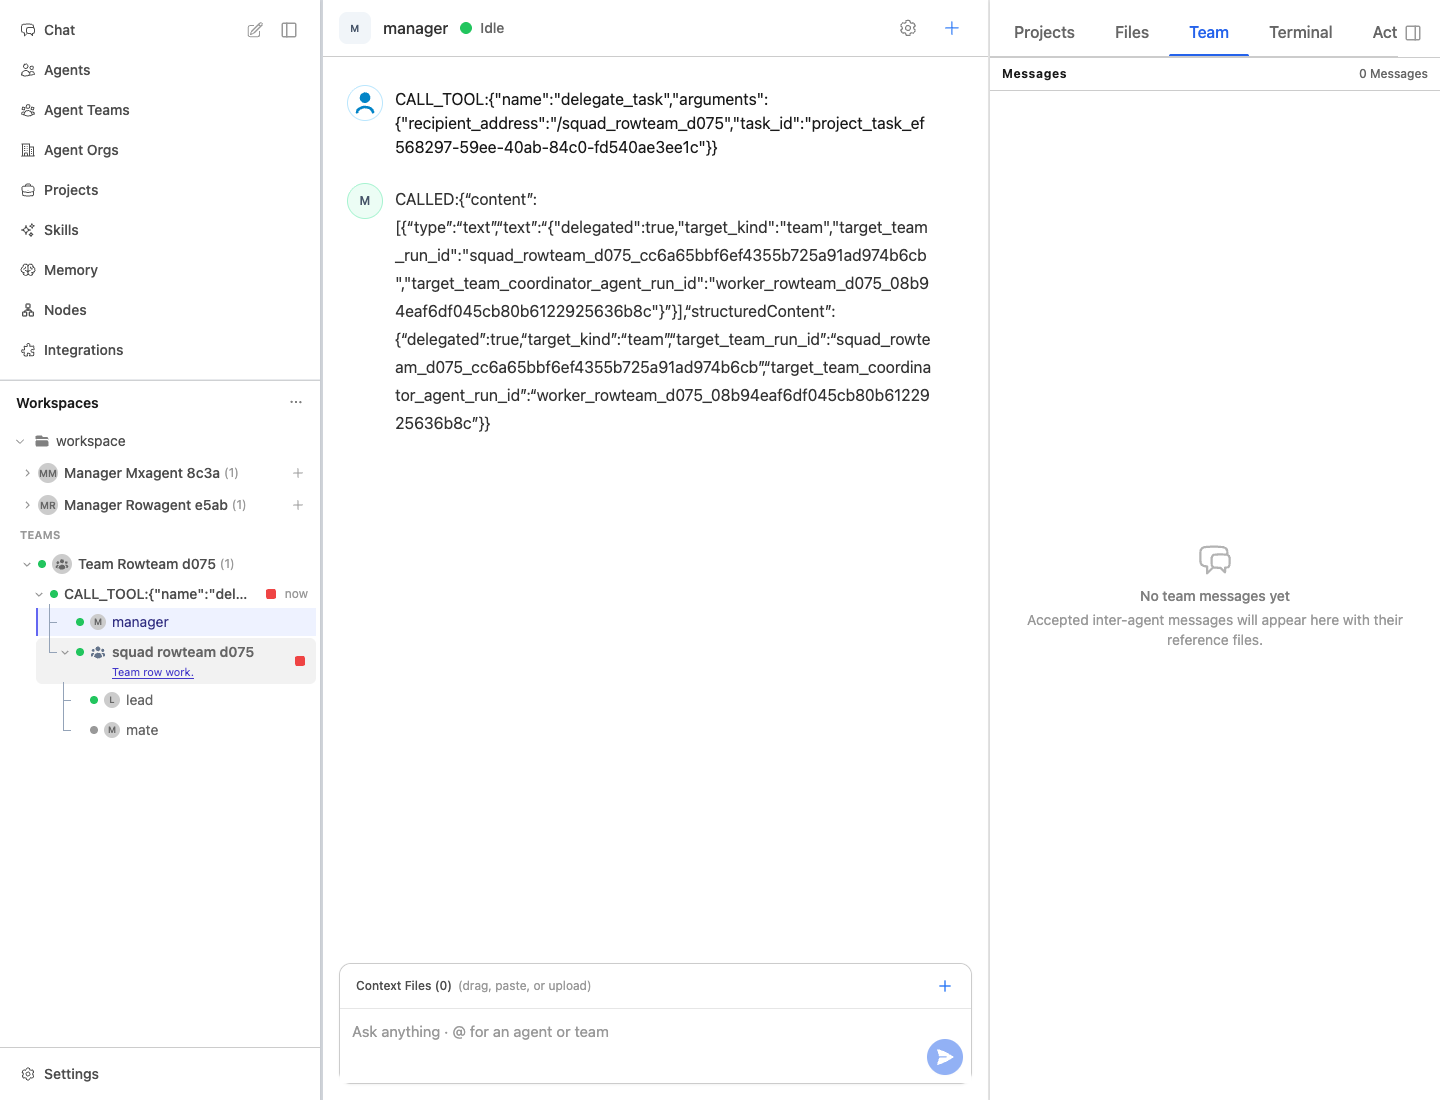 Chat
Agents
Agent Teams
Agent Orgs
Projects
Skills
Memory
Nodes
Integrations
Workspaces
workspace
MM Manager Mxagent 8c3a (1)
MR Manager Rowagent e5ab (1)
TEAMS
Team Rowteam d075 (1)
CALL_TOOL:{"name":"del... now
M manager
squad rowteam d075
Team row work.
L lead
M mate
Settings
M manager Idle
CALL_TOOL:{"name":"delegate_task","arguments":
{"recipient_address":"/squad_rowteam_d075","task_id":"project_task_ef
568297-59ee-40ab-84c0-fd540ae3ee1c"}}
M
CALLED:{“content”:
[{“type”:“text”,“text”:“{"delegated":true,"target_kind":"team","target_team
_run_id":"squad_rowteam_d075_cc6a65bbf6ef4355b725a91ad974b6cb
","target_team_coordinator_agent_run_id":"worker_rowteam_d075_08b9
4eaf6df045cb80b6122925636b8c"}”}],“structuredContent”:
{“delegated”:true,“target_kind”:“team”,“target_team_run_id”:“squad_rowte
am_d075_cc6a65bbf6ef4355b725a91ad974b6cb”,“target_team_coordina
tor_agent_run_id”:“worker_rowteam_d075_08b94eaf6df045cb80b61229
25636b8c”}}
Context Files (0) (drag, paste, or upload)
Ask anything · @ for an agent or team
Projects Files Team Terminal Act
Messages 0 Messages
No team messages yet
Accepted inter-agent messages will appear here with their
reference files.